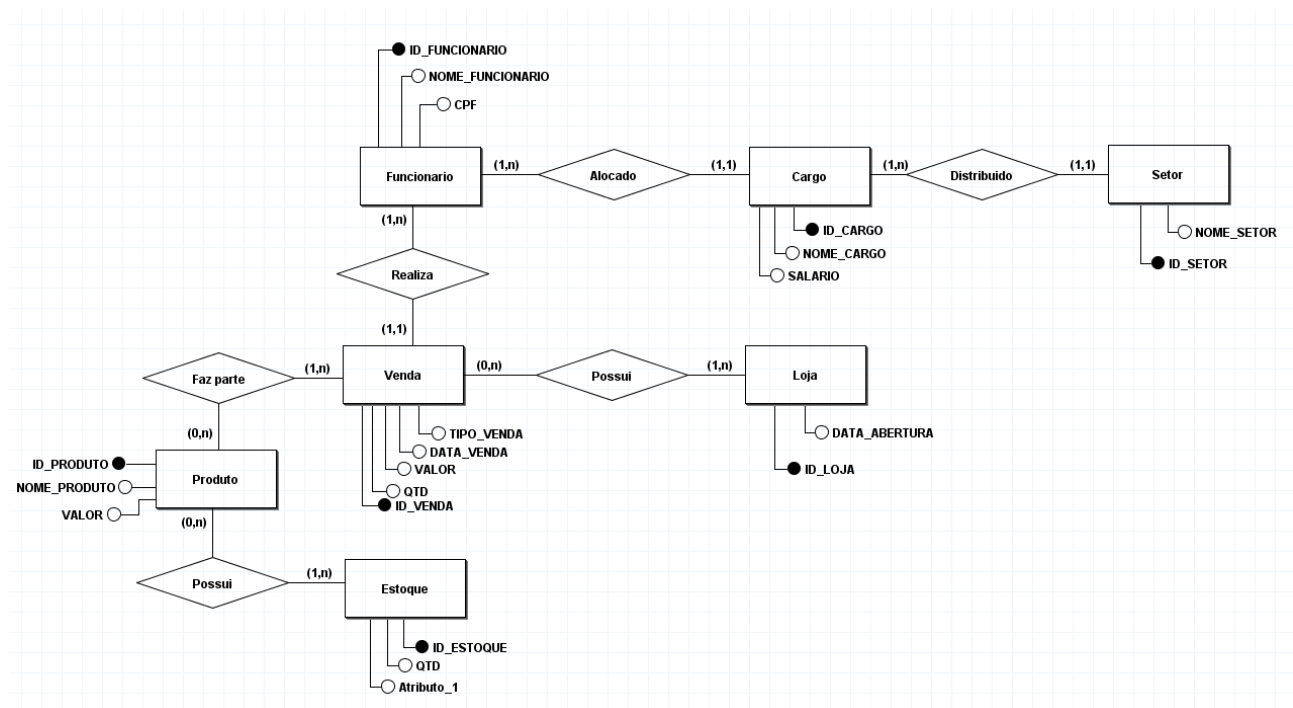 ID_FUNCIONARIO
NOME_FUNCIONARIO
CPF
Funcionario
(1,n)
Alocado
(1,1)
Cargo
(1,n)
Distribuido
(1,1)
Setor
ID_CARGO
NOME_CARGO
SALARIO
NOME_SETOR
ID_SETOR
(1,n)
Realiza
(1,1)
Faz parte
(1,n)
Venda
(0,n)
Possui
(1,n)
Loja
TIPO_VENDA
DATA_VENDA
VALOR
QTD
ID_VENDA
DATA_ABERTURA
ID_LOJA
(0,n)
ID_PRODUTO
NOME_PRODUTO
VALOR
Produto
(0,n)
Possui
(1,n)
Estoque
ID_ESTOQUE
QTD
Atributo_1